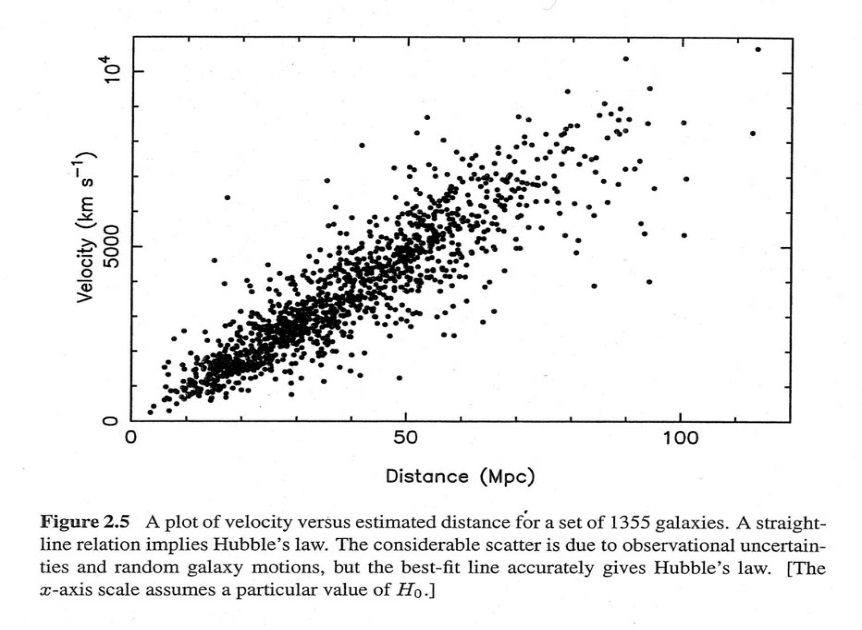 10⁴
Velocity (km s⁻¹)
5000
0
0
50
100
Distance (Mpc)
Figure 2.5 A plot of velocity versus estimated distance for a set of 1355 galaxies. A straight-
line relation implies Hubble's law. The considerable scatter is due to observational uncertain-
ties and random galaxy motions, but the best-fit line accurately gives Hubble's law. [The
x-axis scale assumes a particular value of H₀.]